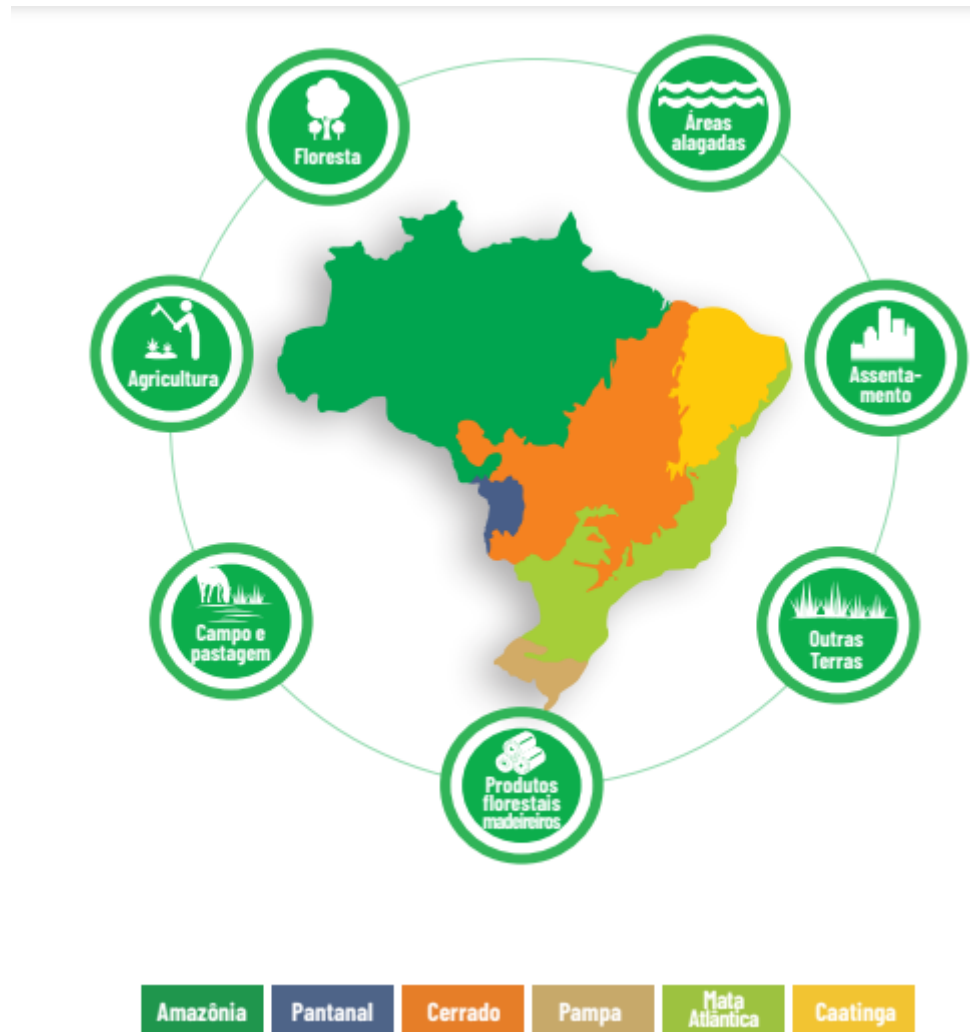 Floresta
Áreas
alagadas
Agricultura
Assenta-
mento
Campo e
pastagem
Outras
Terras
Produtos
florestais
madeireiros
Amazônia
Pantanal
Cerrado
Pampa
Mata
Atlântica
Caatinga